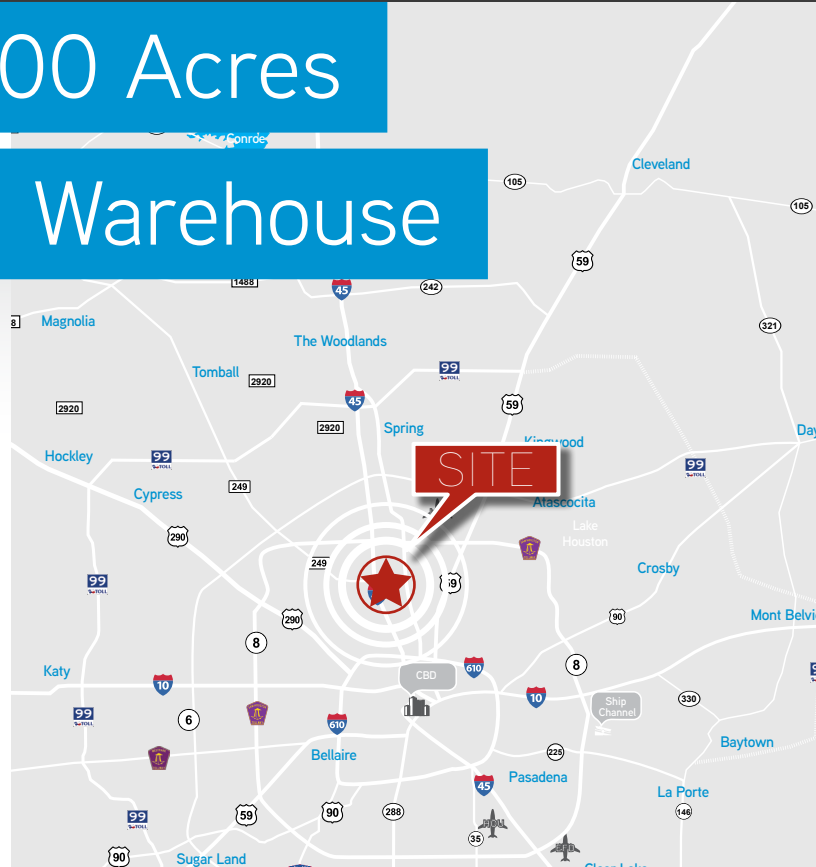 00 Acres
Conroe
Warehouse
Cleveland
105
105
59
1488
45
242
8
Magnolia
321
The Woodlands
Tomball
2920
99
TOLL
45
59
2920
2920
Spring
Kingwood
Hockley
99
TOLL
SITE
99
TOLL
Cypress
249
Atascocita
Lake
Houston
290
249
Crosby
99
TOLL
59
290
90
Mont Belvi
8
8
Katy
10
610
CBD
10
330
99
TOLL
6
610
Ship
Channel
Bellaire
225
Baytown
Pasadena
45
La Porte
99
TOLL
59
90
288
146
HOU
35
EFD
90
Sugar Land
Clear Lake